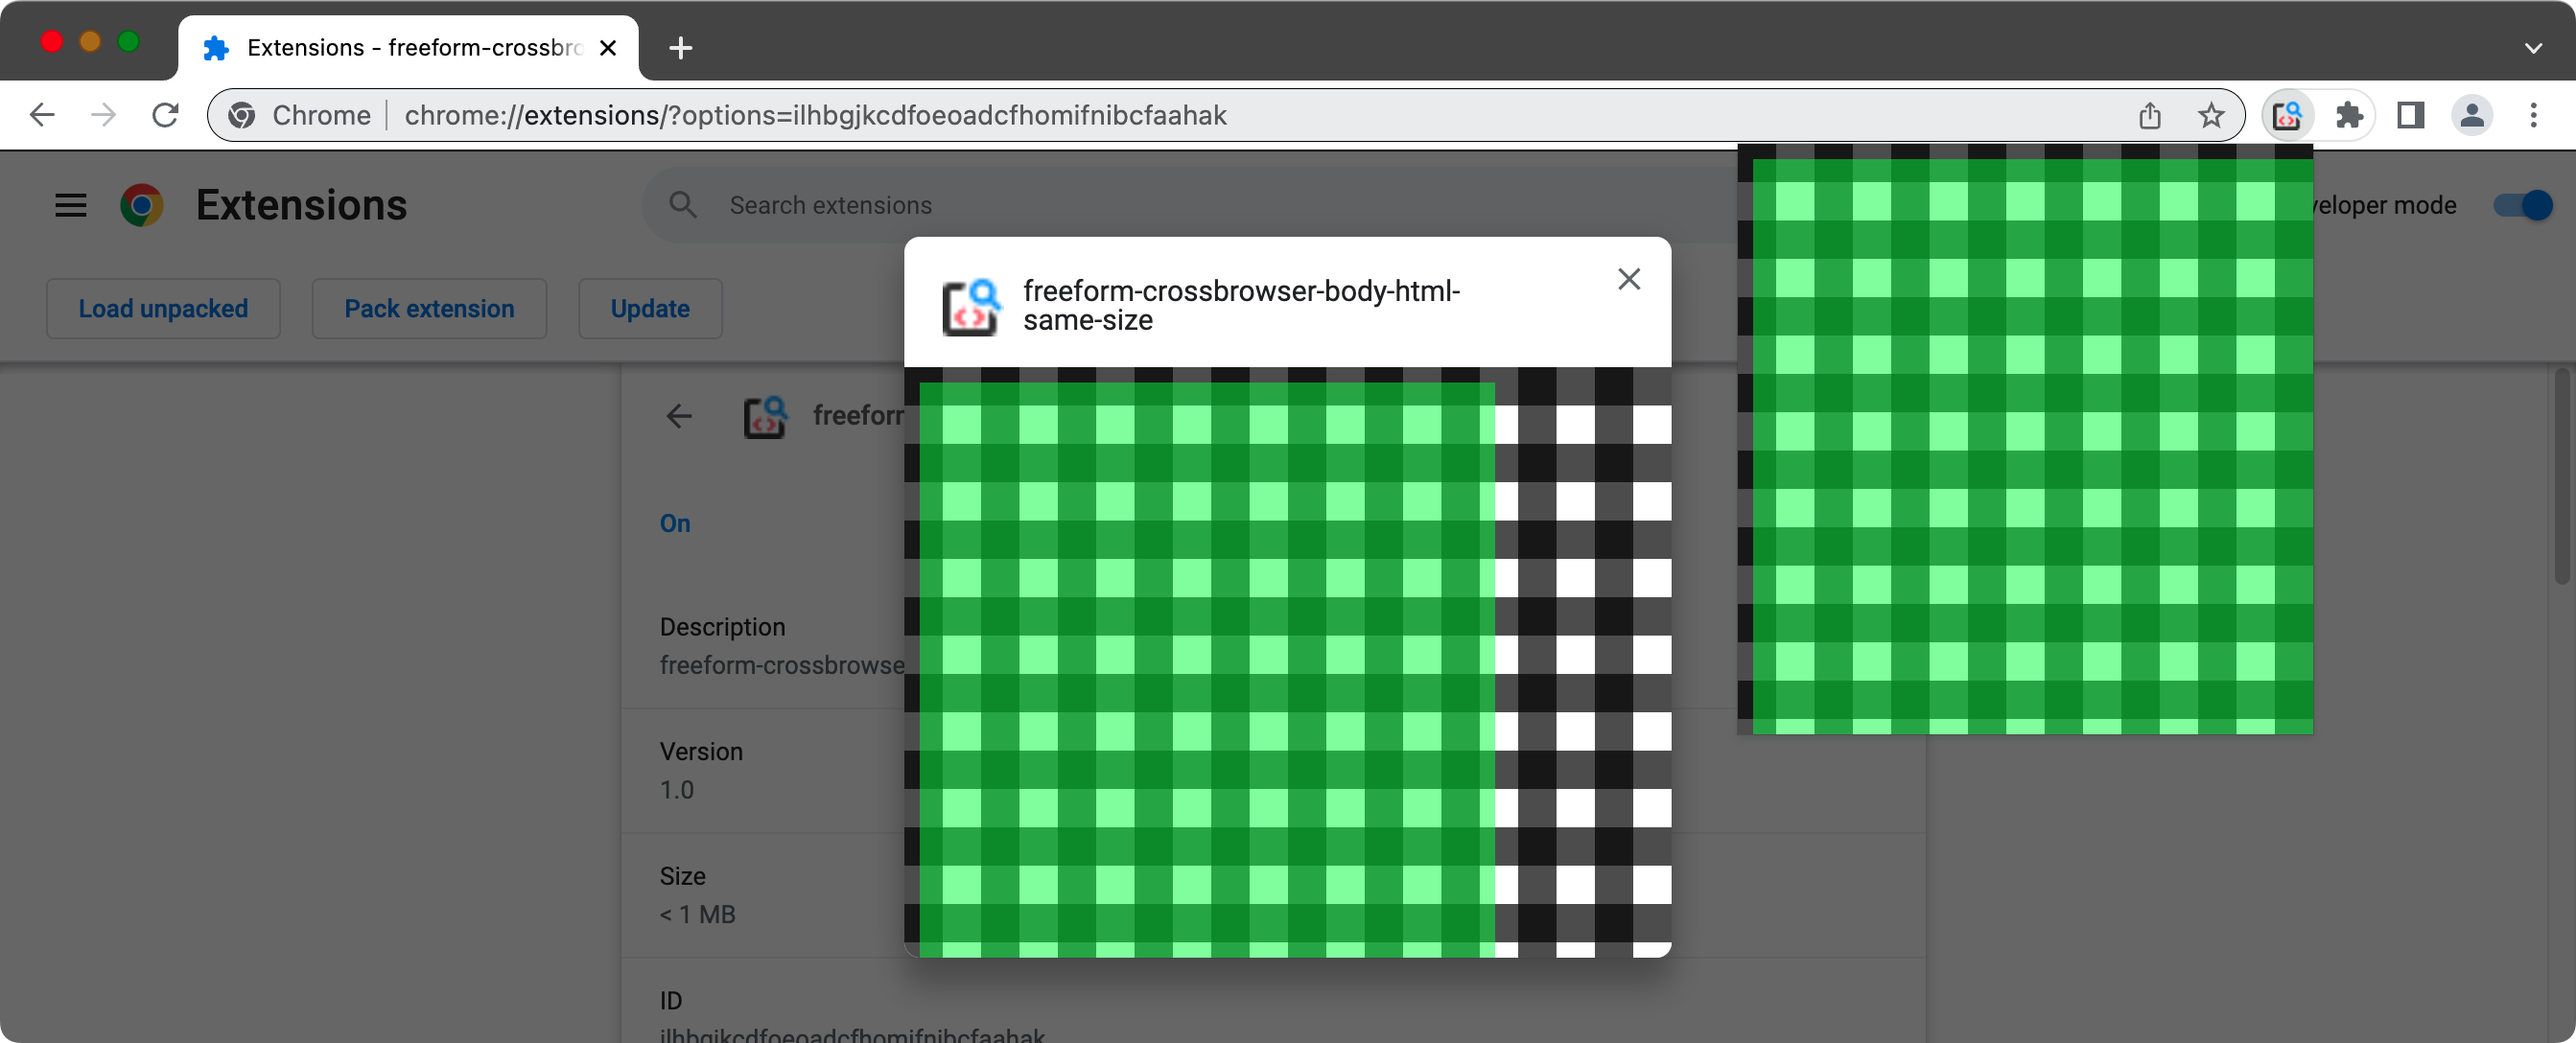 Extensions - freeform-crossbro
Chrome
chrome://extensions/?options=ilhbgjkcdfoeoadcfhomifnibcfaahak
Extensions
Search extensions
veloper mode
Load unpacked
Pack extension
Update
freeform-crossbrowser-body-html-
same-size
freeforr
On
Description
freeform-crossbrowse
Version
1.0
Size
< 1 MB
ID
ilhbgjkcdfoeoadcfhomifnibcfaahak